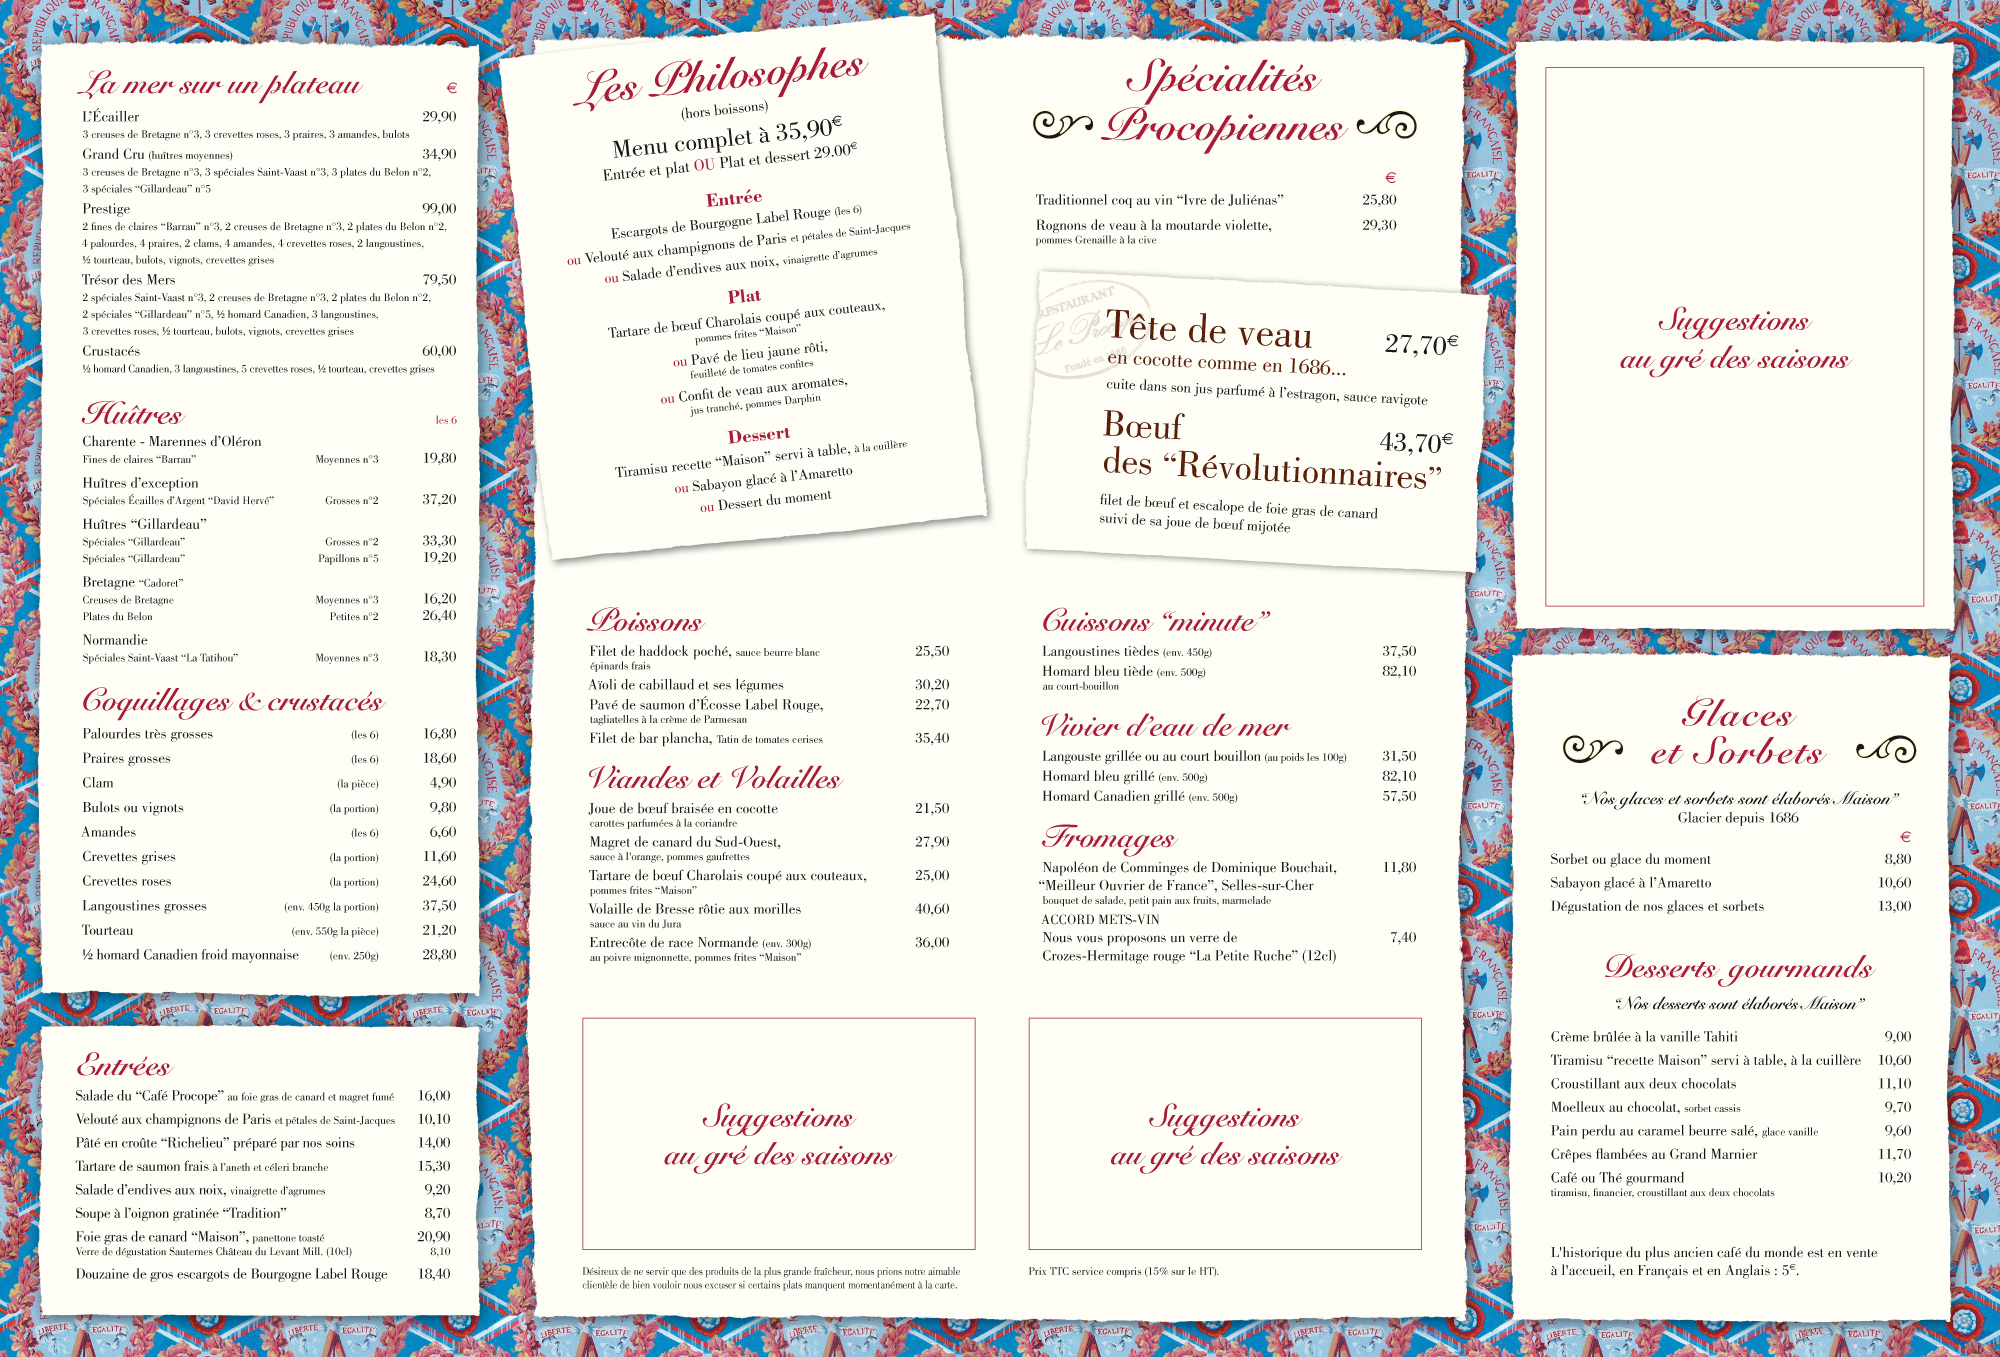 La mer sur un plateau €
L'Écailler 29,90
3 creuses de Bretagne n°3, 3 crevettes roses, 3 praires, 3 amandes, bulots
Grand Cru (huîtres moyennes) 34,90
3 creuses de Bretagne n°3, 3 spéciales Saint-Vaast n°3, 3 plates du Belon n°2,
3 spéciales “Gillardeau” n°5
Prestige 99,00
2 fines de claires “Barrau” n°3, 2 creuses de Bretagne n°3, 2 plates du Belon n°2,
4 palourdes, 4 praires, 2 clams, 4 amandes, 4 crevettes roses, 2 langoustines,
½ tourteau, bulots, vignots, crevettes grises
Trésor des Mers 79,50
2 spéciales Saint-Vaast n°3, 2 creuses de Bretagne n°3, 2 plates du Belon n°2,
2 spéciales “Gillardeau” n°5, ½ homard Canadien, 3 langoustines,
3 crevettes roses, ½ tourteau, bulots, vignots, crevettes grises
Crustacés 60,00
½ homard Canadien, 3 langoustines, 5 crevettes roses, ½ tourteau, crevettes grises
Huîtres les 6
Charente - Marennes d'Oléron
Fines de claires “Barrau” Moyennes n°3 19,80
Huîtres d'exception
Spéciales Écailles d'Argent “David Hervé” Grosses n°2 37,20
Huîtres “Gillardeau”
Spéciales “Gillardeau” Grosses n°2 33,30
Spéciales “Gillardeau” Papillons n°5 19,20
Bretagne “Cadoret”
Creuses de Bretagne Moyennes n°3 16,20
Plates du Belon Petites n°2 26,40
Normandie
Spéciales Saint-Vaast “La Tatihou” Moyennes n°3 18,30
Coquillages & crustacés
Palourdes très grosses (les 6) 16,80
Praires grosses (les 6) 18,60
Clam (la pièce) 4,90
Bulots ou vignots (la portion) 9,80
Amandes (les 6) 6,60
Crevettes grises (la portion) 11,60
Crevettes roses (la portion) 24,60
Langoustines grosses (env. 450g la portion) 37,50
Tourteau (env. 550g la pièce) 21,20
½ homard Canadien froid mayonnaise (env. 250g) 28,80
Entrées
Salade du “Café Procope” au foie gras de canard et magret fumé 16,00
Velouté aux champignons de Paris et pétales de Saint-Jacques 10,10
Pâté en croûte “Richelieu” préparé par nos soins 14,00
Tartare de saumon frais à l'aneth et céleri branche 15,30
Salade d'endives aux noix, vinaigrette d'agrumes 9,20
Soupe à l'oignon gratinée “Tradition” 8,70
Foie gras de canard “Maison”, panettone toasté 20,90
Verre de dégustation Sauternes Château du Levant Mill. (10cl) 8,10
Douzaine de gros escargots de Bourgogne Label Rouge 18,40
Les Philosophes
(hors boissons)
Menu complet à 35,90€
Entrée et plat OU Plat et dessert 29.00€
Entrée
Escargots de Bourgogne Label Rouge (les 6)
ou Velouté aux champignons de Paris et pétales de Saint-Jacques
ou Salade d'endives aux noix, vinaigrette d'agrumes
Plat
Tartare de bœuf Charolais coupé aux couteaux,
pommes frites “Maison”
ou Pavé de lieu jaune rôti,
feuilleté de tomates confites
ou Confit de veau aux aromates,
jus tranché, pommes Darphin
Dessert
Tiramisu recette “Maison” servi à table, à la cuillère
ou Sabayon glacé à l'Amaretto
ou Dessert du moment
Spécialités
Procopiennes
€
Traditionnel coq au vin “Ivre de Juliénas” 25,80
Rognons de veau à la moutarde violette, 29,30
pommes Grenaille à la cive
RESTAURANT
Le Proc
Fondé en 1686
Tête de veau 27,70€
en cocotte comme en 1686...
cuite dans son jus parfumé à l'estragon, sauce ravigote
Bœuf 43,70€
des “Révolutionnaires”
filet de bœuf et escalope de foie gras de canard
suivi de sa joue de bœuf mijotée
Poissons
Filet de haddock poché, sauce beurre blanc 25,50
épinards frais
Aïoli de cabillaud et ses légumes 30,20
Pavé de saumon d'Écosse Label Rouge, 22,70
tagliatelles à la crème de Parmesan
Filet de bar plancha, Tatin de tomates cerises 35,40
Viandes et Volailles
Joue de bœuf braisée en cocotte 21,50
carottes parfumées à la coriandre
Magret de canard du Sud-Ouest, 27,90
sauce à l'orange, pommes gaufrettes
Tartare de bœuf Charolais coupé aux couteaux, 25,00
pommes frites “Maison”
Volaille de Bresse rôtie aux morilles 40,60
sauce au vin du Jura
Entrecôte de race Normande (env. 300g) 36,00
au poivre mignonnette, pommes frites “Maison”
Cuissons “minute”
Langoustines tièdes (env. 450g) 37,50
Homard bleu tiède (env. 500g) 82,10
au court-bouillon
Vivier d'eau de mer
Langouste grillée ou au court bouillon (au poids les 100g) 31,50
Homard bleu grillé (env. 500g) 82,10
Homard Canadien grillé (env. 500g) 57,50
Fromages
Napoléon de Comminges de Dominique Bouchait, 11,80
“Meilleur Ouvrier de France”, Selles-sur-Cher
bouquet de salade, petit pain aux fruits, marmelade
ACCORD METS-VIN
Nous vous proposons un verre de 7,40
Crozes-Hermitage rouge “La Petite Ruche” (12cl)
Suggestions
au gré des saisons
Suggestions
au gré des saisons
Désireux de ne servir que des produits de la plus grande fraîcheur, nous prions notre aimable
clientèle de bien vouloir nous excuser si certains plats manquent momentanément à la carte.
Prix TTC service compris (15% sur le HT).
Suggestions
au gré des saisons
Glaces
et Sorbets
“Nos glaces et sorbets sont élaborés Maison”
Glacier depuis 1686
€
Sorbet ou glace du moment 8,80
Sabayon glacé à l'Amaretto 10,60
Dégustation de nos glaces et sorbets 13,00
Desserts gourmands
“Nos desserts sont élaborés Maison”
Crème brûlée à la vanille Tahiti 9,00
Tiramisu “recette Maison” servi à table, à la cuillère 10,60
Croustillant aux deux chocolats 11,10
Moelleux au chocolat, sorbet cassis 9,70
Pain perdu au caramel beurre salé, glace vanille 9,60
Crêpes flambées au Grand Marnier 11,70
Café ou Thé gourmand 10,20
tiramisu, financier, croustillant aux deux chocolats
L'historique du plus ancien café du monde est en vente
à l'accueil, en Français et en Anglais : 5€.